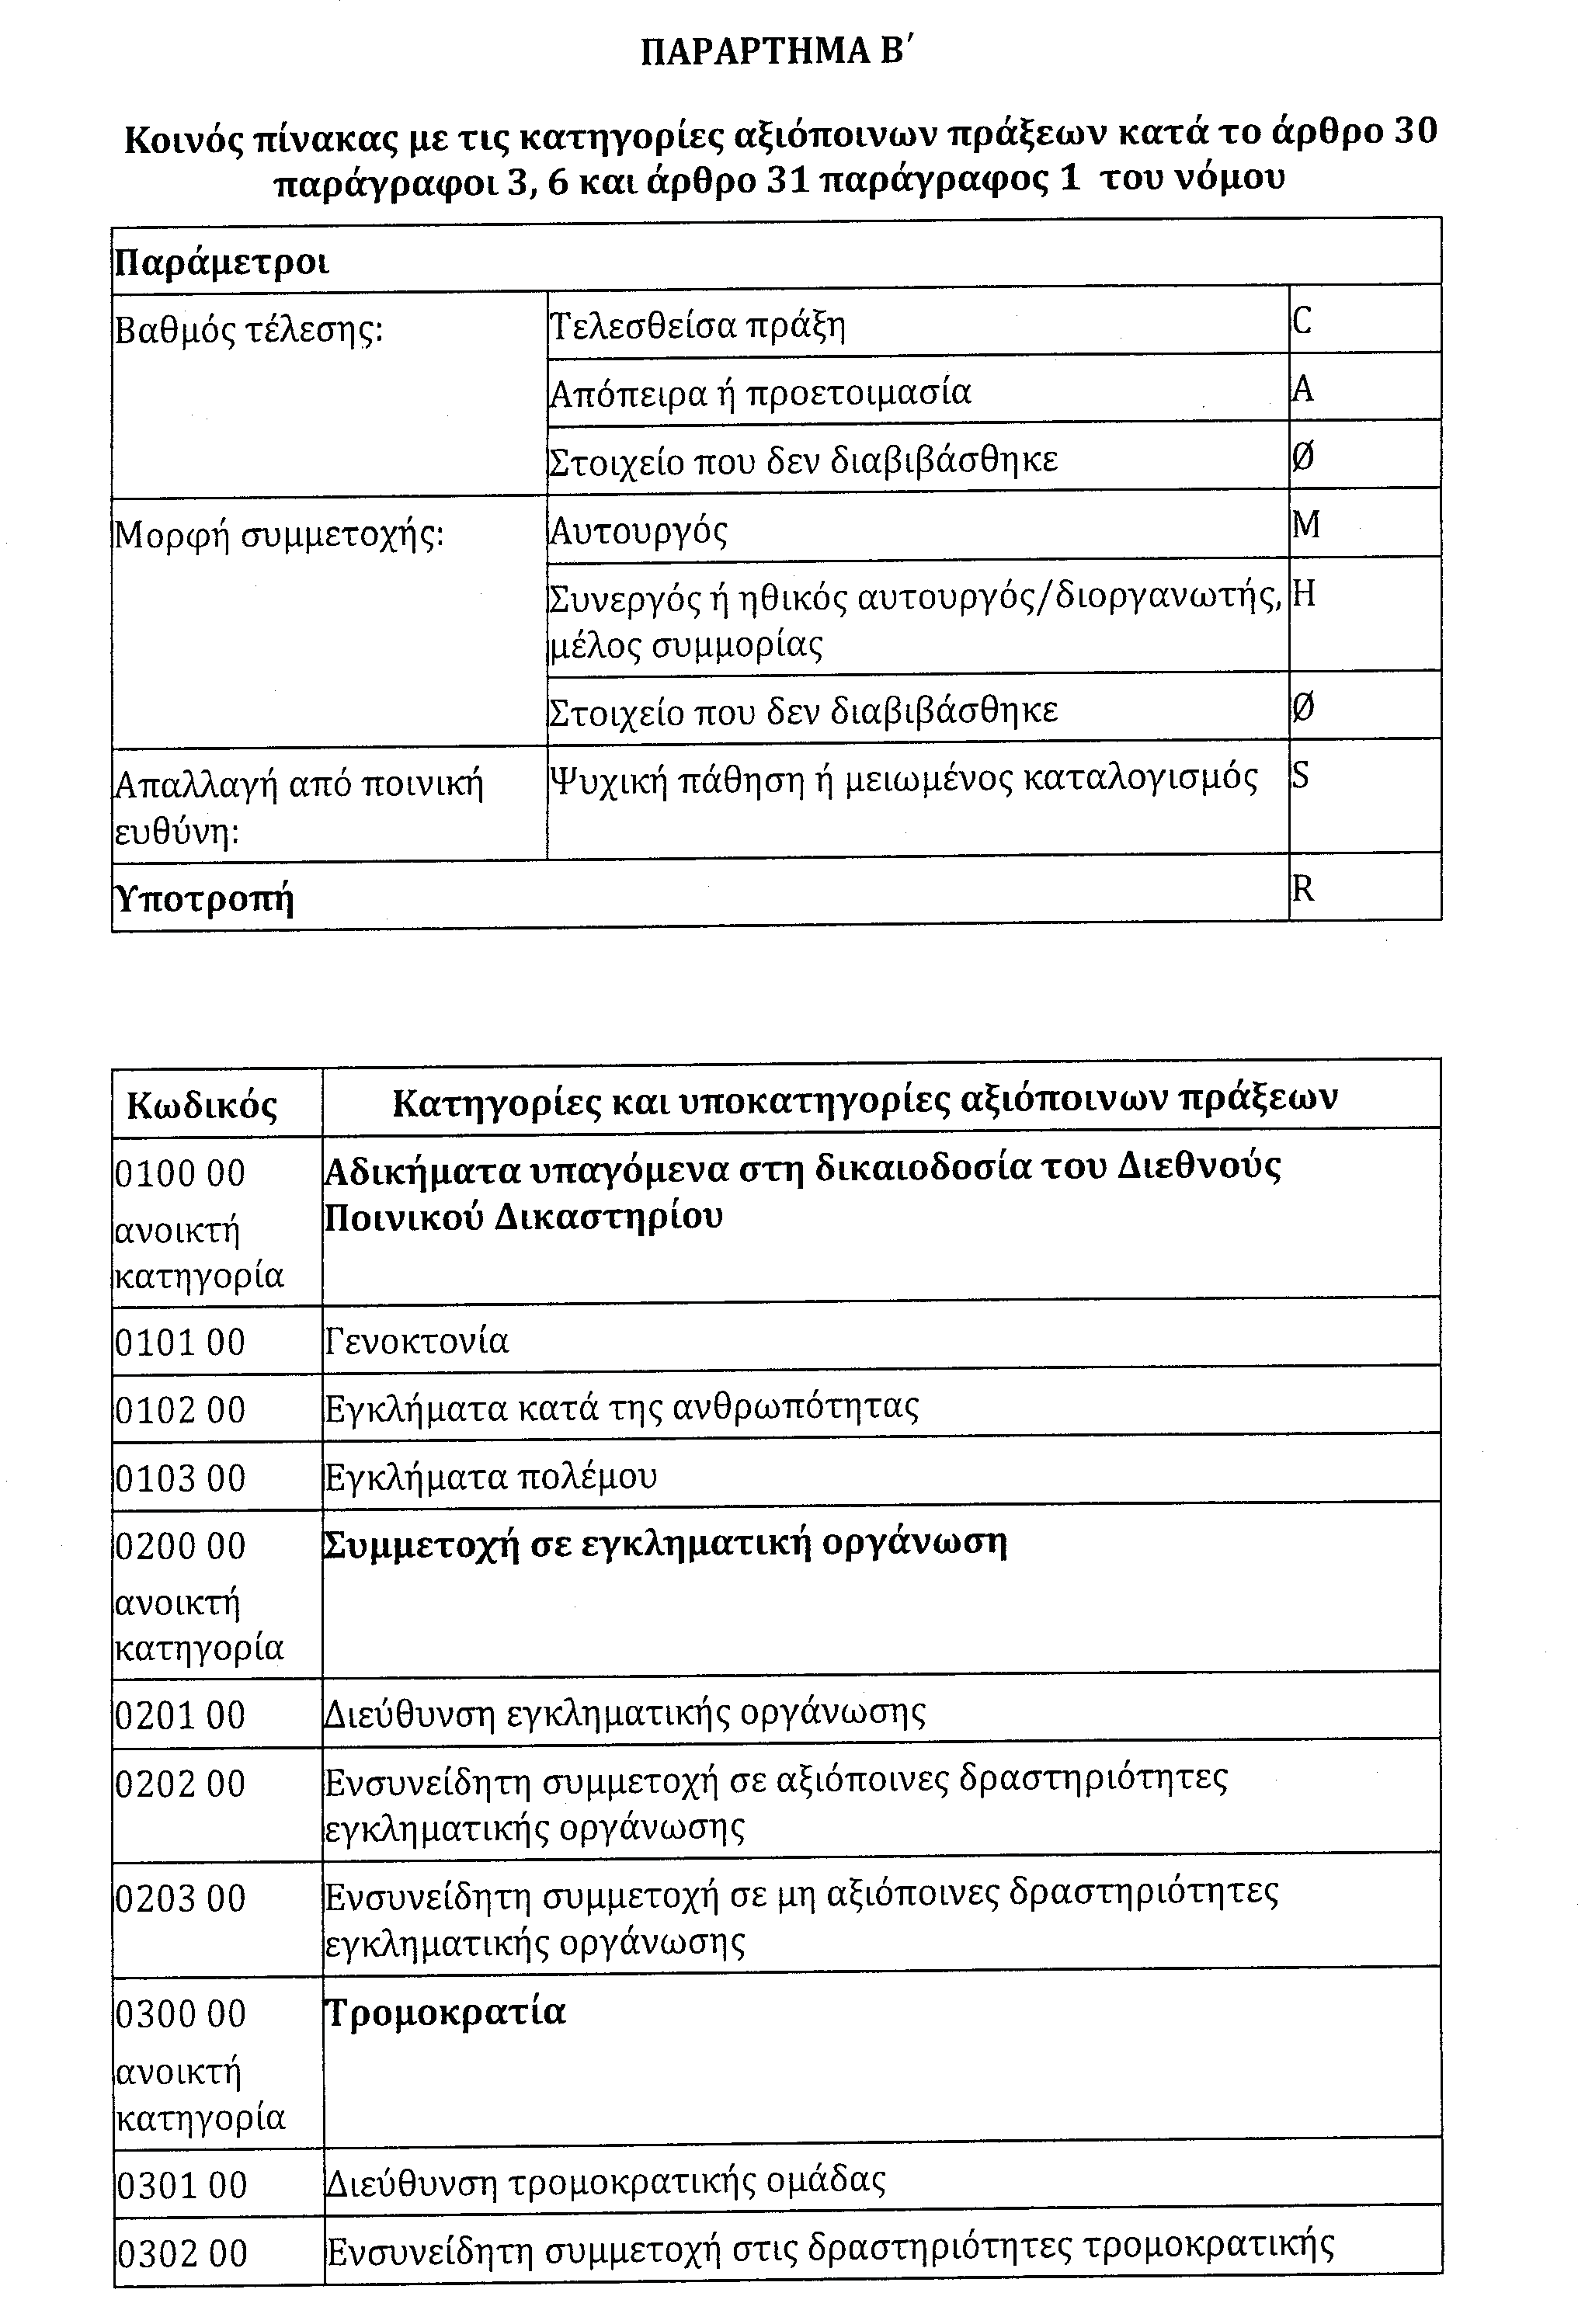 ΠΑΡΑΡΤΗΜΑ Β΄
Κοινός πίνακας με τις κατηγορίες αξιόποινων πράξεων κατά το άρθρο 30
παράγραφοι 3, 6 και άρθρο 31 παράγραφος 1 του νόμου
Παράμετροι
Βαθμός τέλεσης: Τελεσθείσα πράξη C
Απόπειρα ή προετοιμασία A
Στοιχείο που δεν διαβιβάσθηκε Ø
Μορφή συμμετοχής: Αυτουργός M
Συνεργός ή ηθικός αυτουργός/διοργανωτής, H
μέλος συμμορίας
Στοιχείο που δεν διαβιβάσθηκε Ø
Απαλλαγή από ποινική Ψυχική πάθηση ή μειωμένος καταλογισμός S
ευθύνη:
Υποτροπή R
Κωδικός Κατηγορίες και υποκατηγορίες αξιόποινων πράξεων
0100 00 Αδικήματα υπαγόμενα στη δικαιοδοσία του Διεθνούς
Ποινικού Δικαστηρίου
ανοικτή
κατηγορία
0101 00 Γενοκτονία
0102 00 Εγκλήματα κατά της ανθρωπότητας
0103 00 Εγκλήματα πολέμου
0200 00 Συμμετοχή σε εγκληματική οργάνωση
ανοικτή
κατηγορία
0201 00 Διεύθυνση εγκληματικής οργάνωσης
0202 00 Ενσυνείδητη συμμετοχή σε αξιόποινες δραστηριότητες
εγκληματικής οργάνωσης
0203 00 Ενσυνείδητη συμμετοχή σε μη αξιόποινες δραστηριότητες
εγκληματικής οργάνωσης
0300 00 Τρομοκρατία
ανοικτή
κατηγορία
0301 00 Διεύθυνση τρομοκρατικής ομάδας
0302 00 Ενσυνείδητη συμμετοχή στις δραστηριότητες τρομοκρατικής